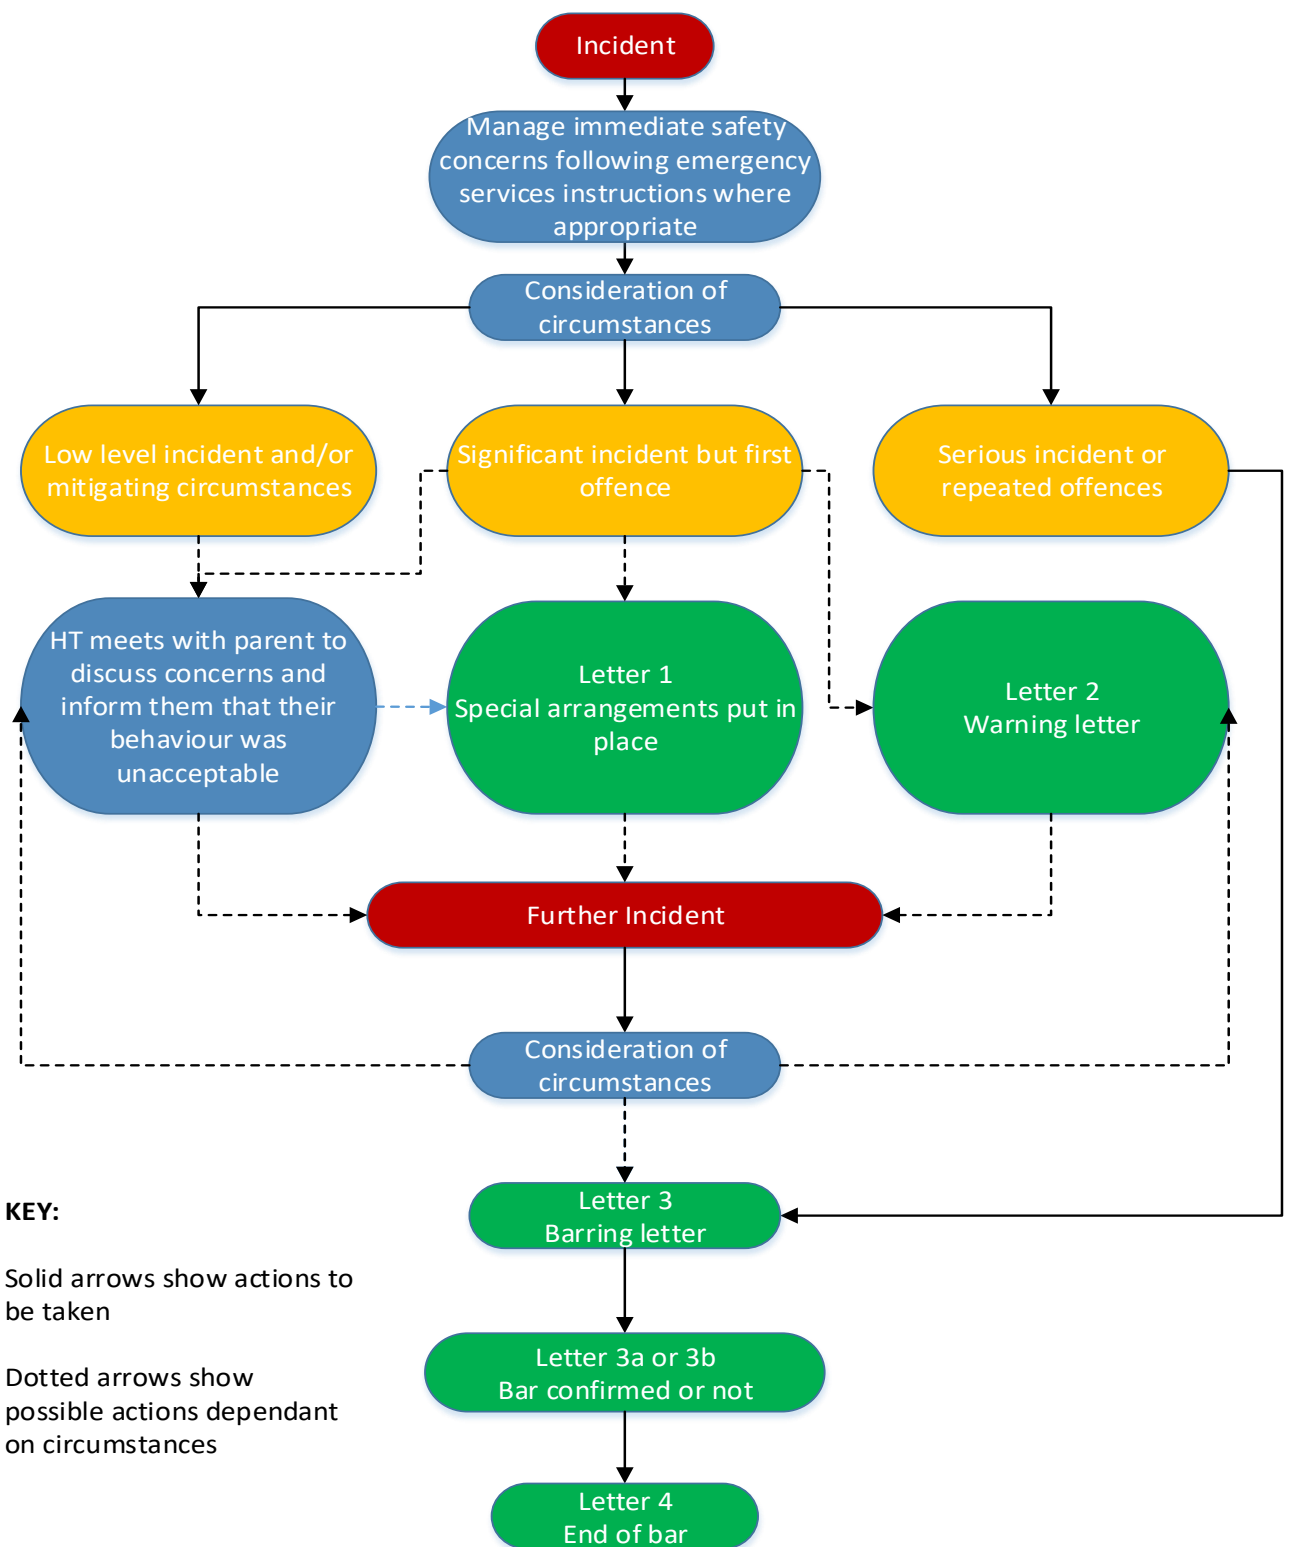 Incident
Manage immediate safety
concerns following emergency
services instructions where
appropriate
Consideration of
circumstances
Low level incident and/or
mitigating circumstances
Significant incident but first
offence
Serious incident or
repeated offences
HT meets with parent to
discuss concerns and
inform them that their
behaviour was
unacceptable
Letter 1
Special arrangements put in
place
Letter 2
Warning letter
Further Incident
Consideration of
circumstances
Letter 3
Barring letter
Letter 3a or 3b
Bar confirmed or not
Letter 4
End of bar
KEY:
Solid arrows show actions to
be taken
Dotted arrows show
possible actions dependant
on circumstances